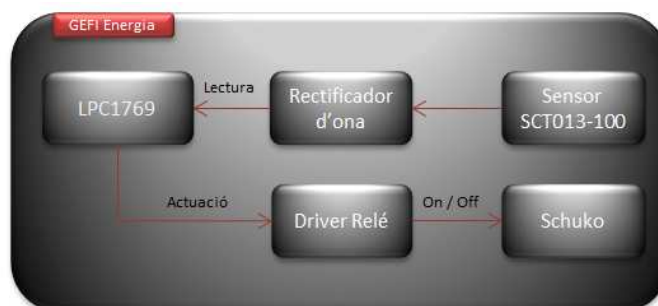 GEFI Energia
LPC1769
Lectura
Rectificador
d'ona
Sensor
SCT013-100
Actuació
Driver Relé
On / Off
Schuko